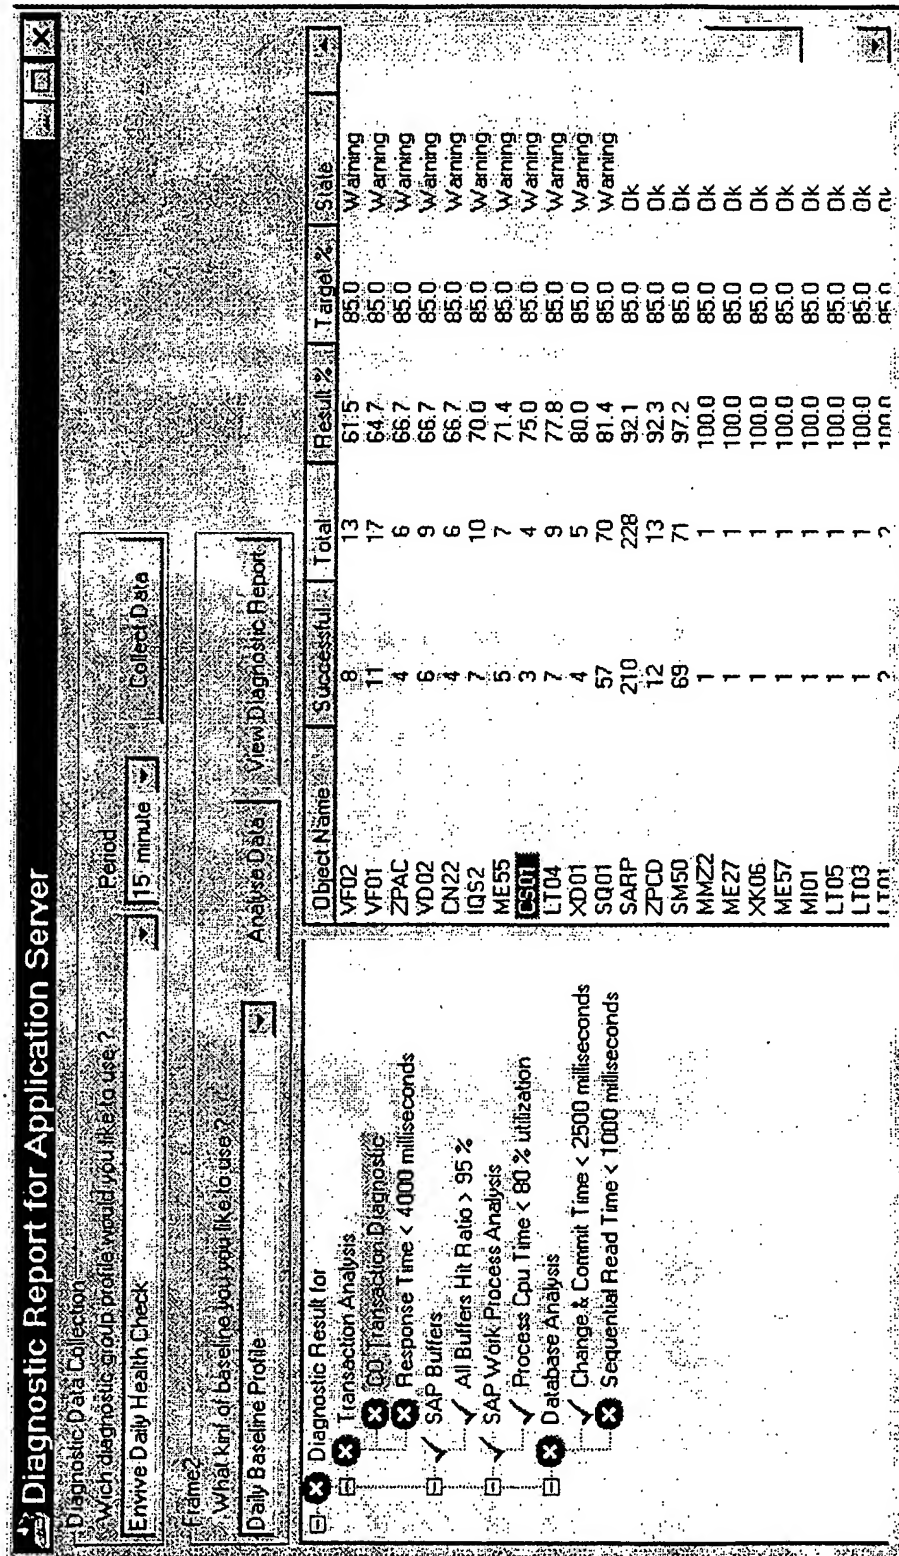 Diagnostic Report for Application Server
Diagnostic Data Collection
Wich diagnostic group profile would you like to use ?
Period
Envive Daily Health Check
15 minute
Collect Data
Frame2
What kinf of baseline you you like to use ?
Daily Baseline Profile
Analyse Data
View Diagnostic Report
Diagnostic Result for
Transaction Analysis
CO Transaction Diagnostic
Response Time < 4000 milliseconds
SAP Buffers
All Buffers Hit Ratio > 95 %
SAP Work Process Analysis
Process Cpu Time < 80 % utilization
Database Analysis
Change & Commit Time < 2500 milliseconds
Sequential Read Time < 1000 milliseconds
Object Name Successful Total Result % Target % State
VF02 8 13 61.5 85.0 Warning
VF01 11 17 64.7 85.0 Warning
ZPAC 4 6 66.7 85.0 Warning
VD02 6 9 66.7 85.0 Warning
CN22 4 6 66.7 85.0 Warning
IQS2 7 10 70.0 85.0 Warning
ME55 5 7 71.4 85.0 Warning
CS01 3 4 75.0 85.0 Warning
LT04 7 9 77.8 85.0 Warning
XD01 4 5 80.0 85.0 Warning
SQ01 57 70 81.4 85.0 Warning
SARP 210 228 92.1 85.0 Ok
ZPCD 12 13 92.3 85.0 Ok
SM50 69 71 97.2 85.0 Ok
MMZ2 1 1 100.0 85.0 Ok
ME27 1 1 100.0 85.0 Ok
XK06 1 1 100.0 85.0 Ok
ME57 1 1 100.0 85.0 Ok
MI01 1 1 100.0 85.0 Ok
LT05 1 1 100.0 85.0 Ok
LT03 1 1 100.0 85.0 Ok
LT01 100.0 85.0 Ok